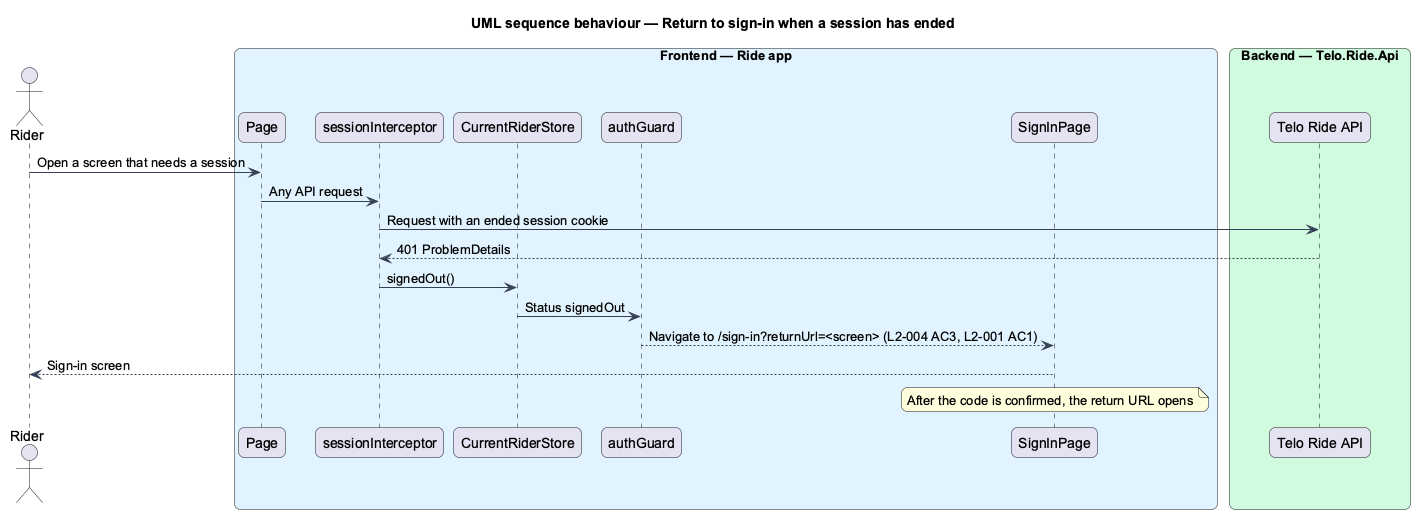 UML sequence behaviour — Return to sign-in when a session has ended
Frontend — Ride app
Backend — Telo.Ride.Api
Rider
Page
sessionInterceptor
CurrentRiderStore
authGuard
SignInPage
Telo Ride API
Open a screen that needs a session
Any API request
Request with an ended session cookie
401 ProblemDetails
signedOut()
Status signedOut
Navigate to /sign-in?returnUrl=<screen> (L2-004 AC3, L2-001 AC1)
Sign-in screen
After the code is confirmed, the return URL opens
Rider
Page
sessionInterceptor
CurrentRiderStore
authGuard
SignInPage
Telo Ride API